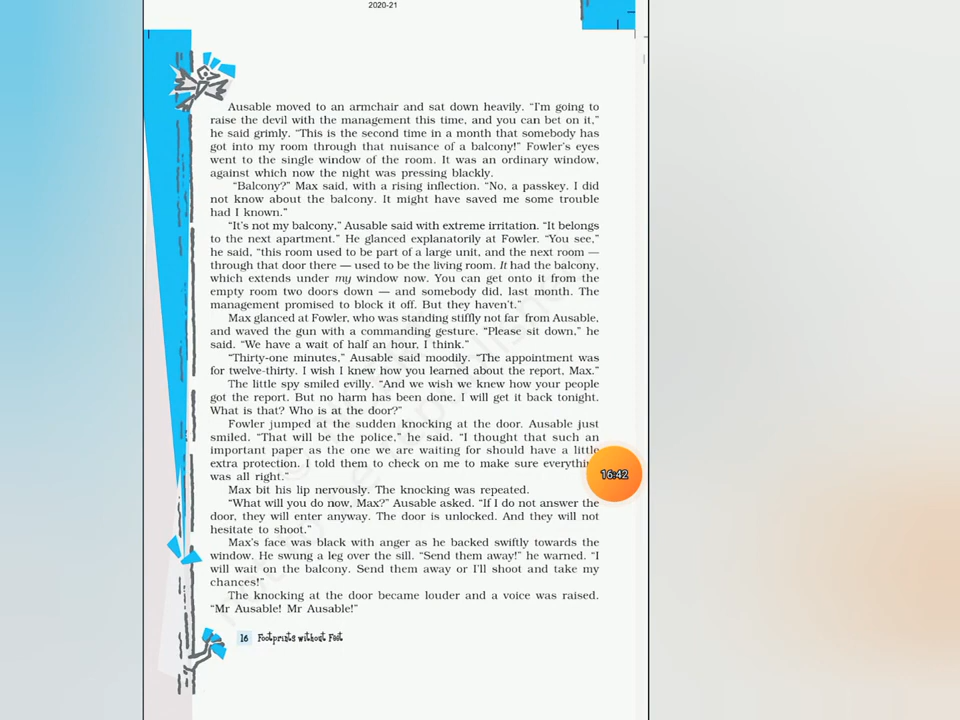 2020-21
Ausable moved to an armchair and sat down heavily. “I’m going to
raise the devil with the management this time, and you can bet on it,”
he said grimly. “This is the second time in a month that somebody has
got into my room through that nuisance of a balcony!” Fowler’s eyes
went to the single window of the room. It was an ordinary window,
against which now the night was pressing blackly.
“Balcony?” Max said, with a rising inflection. “No, a passkey. I did
not know about the balcony. It might have saved me some trouble
had I known.”
“It’s not my balcony,” Ausable said with extreme irritation. “It belongs
to the next apartment.” He glanced explanatorily at Fowler. “You see,”
he said, “this room used to be part of a large unit, and the next room —
through that door there — used to be the living room. It had the balcony,
which extends under my window now. You can get onto it from the
empty room two doors down — and somebody did, last month. The
management promised to block it off. But they haven’t.”
Max glanced at Fowler, who was standing stiffly not far from Ausable,
and waved the gun with a commanding gesture. “Please sit down,” he
said. “We have a wait of half an hour, I think.”
“Thirty-one minutes,” Ausable said moodily. “The appointment was
for twelve-thirty. I wish I knew how you learned about the report, Max.”
The little spy smiled evilly. “And we wish we knew how your people
got the report. But no harm has been done. I will get it back tonight.
What is that? Who is at the door?”
Fowler jumped at the sudden knocking at the door. Ausable just
smiled. “That will be the police,” he said. “I thought that such an
important paper as the one we are waiting for should have a little
extra protection. I told them to check on me to make sure everything
was all right.”
16:42
Max bit his lip nervously. The knocking was repeated.
“What will you do now, Max?” Ausable asked. “If I do not answer the
door, they will enter anyway. The door is unlocked. And they will not
hesitate to shoot.”
Max’s face was black with anger as he backed swiftly towards the
window. He swung a leg over the sill. “Send them away!” he warned. “I
will wait on the balcony. Send them away or I’ll shoot and take my
chances!”
The knocking at the door became louder and a voice was raised.
“Mr Ausable! Mr Ausable!”
16 Footprints without Feet